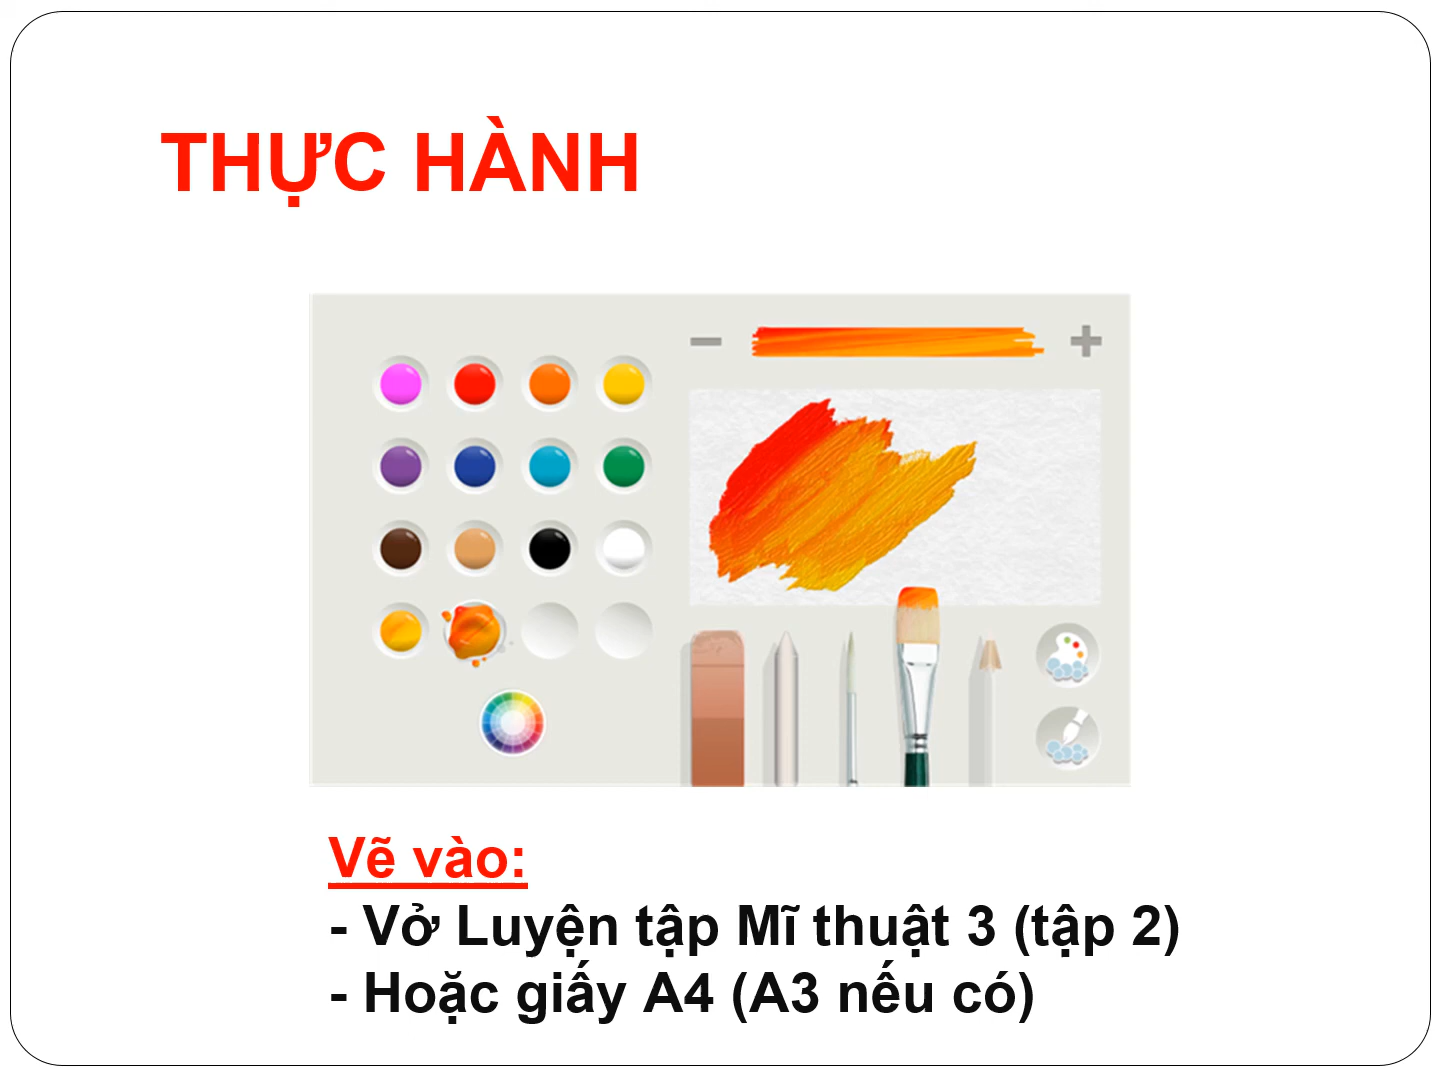 THỰC HÀNH
Vẽ vào:
- Vở Luyện tập Mĩ thuật 3 (tập 2)
- Hoặc giấy A4 (A3 nếu có)